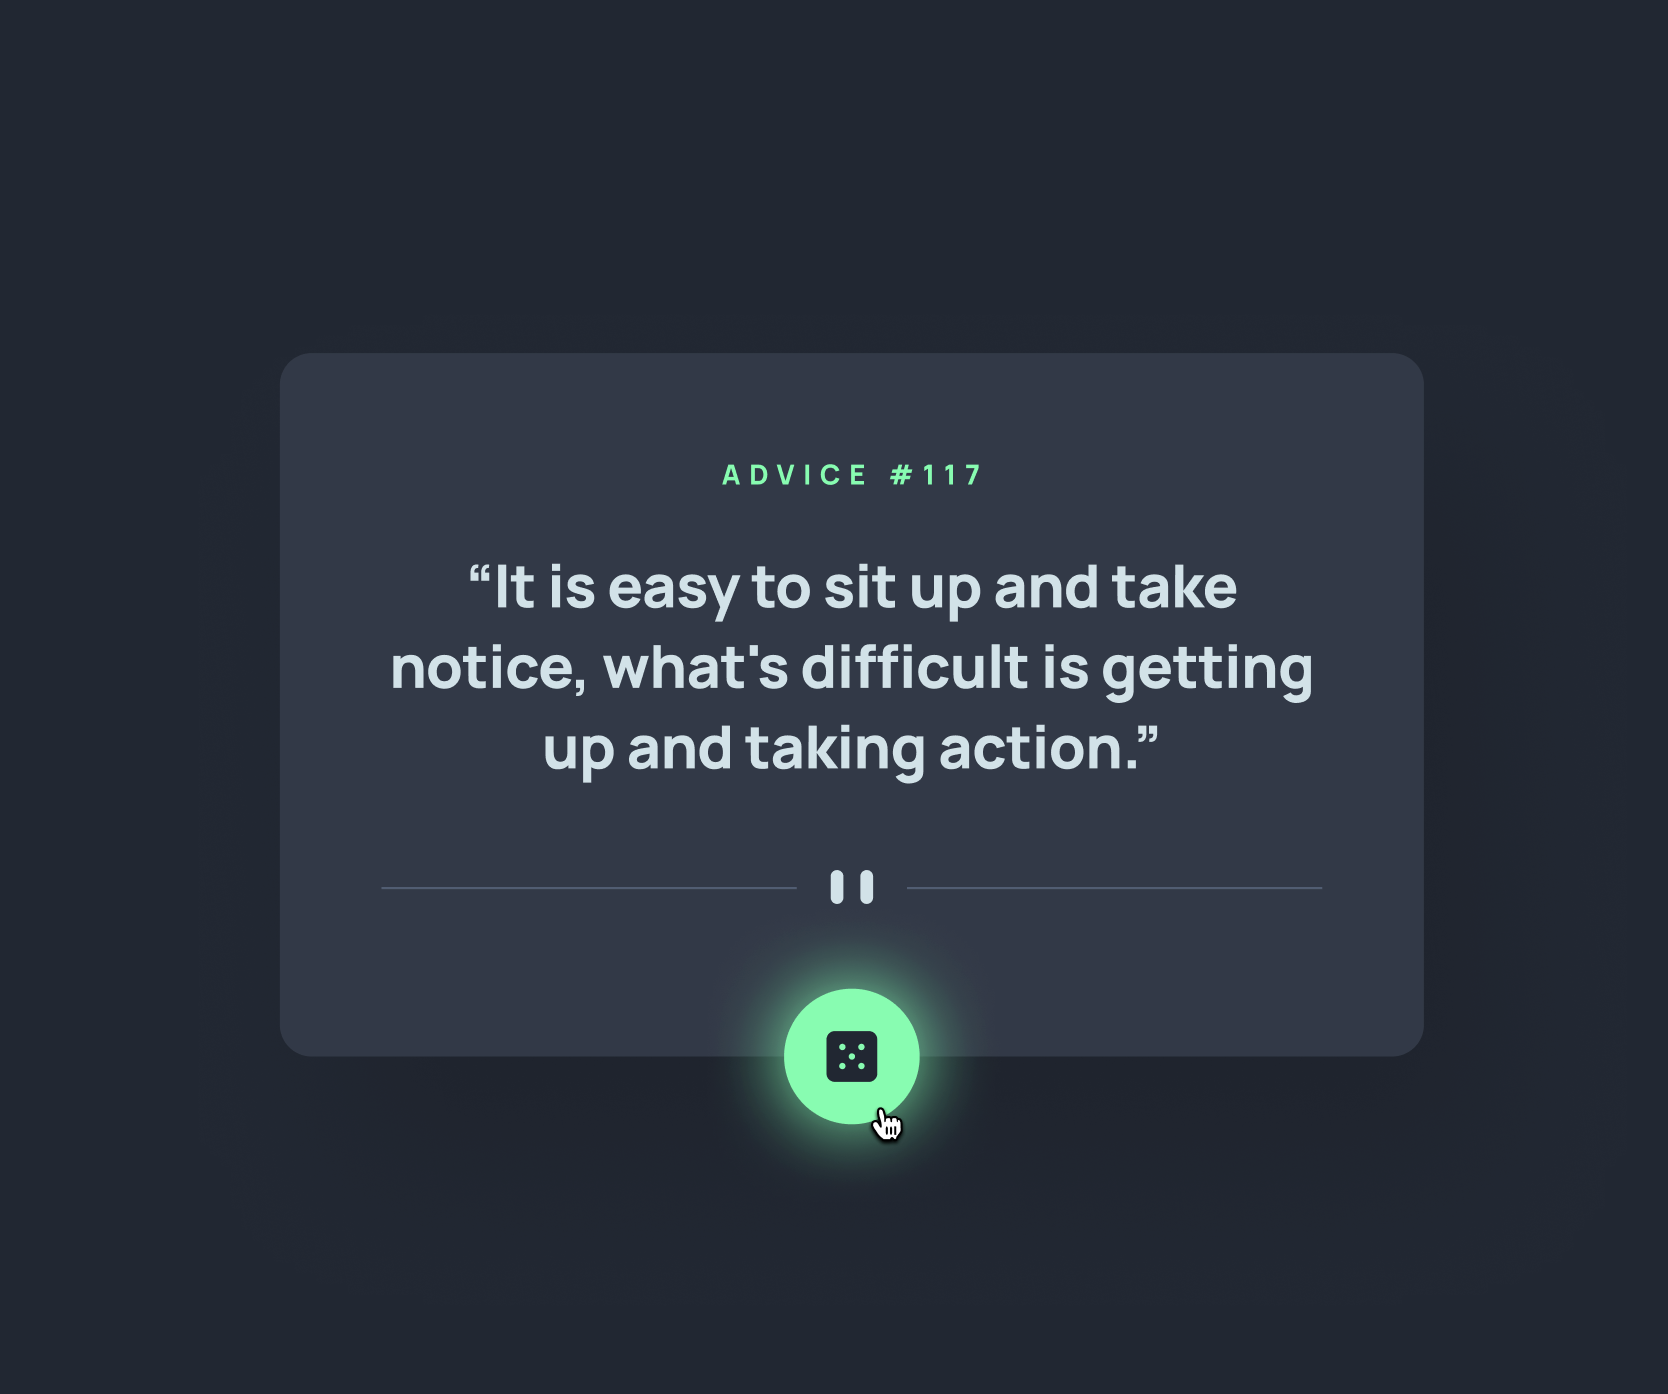 ADVICE #117
“It is easy to sit up and take
notice, what's difficult is getting
up and taking action.”